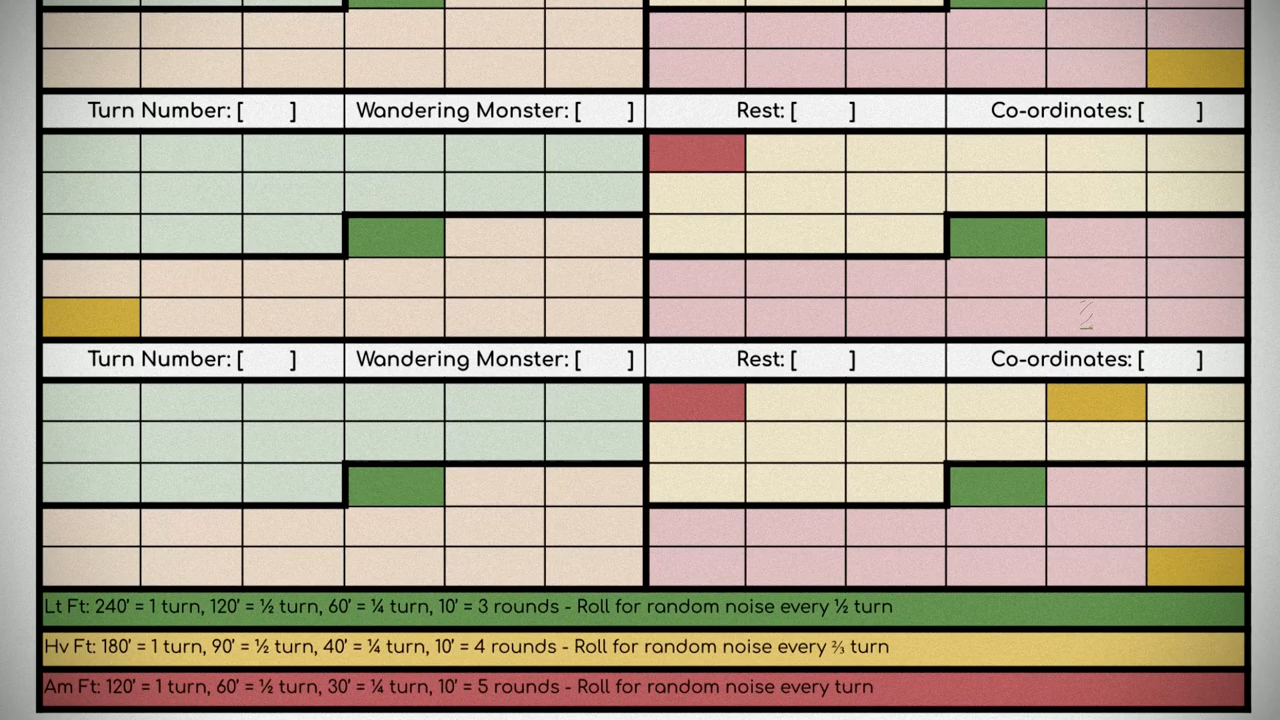 Turn Number: [ ] Wandering Monster: [ ] Rest: [ ] Co-ordinates: [ ]
2
Turn Number: [ ] Wandering Monster: [ ] Rest: [ ] Co-ordinates: [ ]
Lt Ft: 240' = 1 turn, 120' = ½ turn, 60' = ¼ turn, 10' = 3 rounds - Roll for random noise every ½ turn
Hv Ft: 180' = 1 turn, 90' = ½ turn, 40' = ¼ turn, 10' = 4 rounds - Roll for random noise every ⅔ turn
Am Ft: 120' = 1 turn, 60' = ½ turn, 30' = ¼ turn, 10' = 5 rounds - Roll for random noise every turn